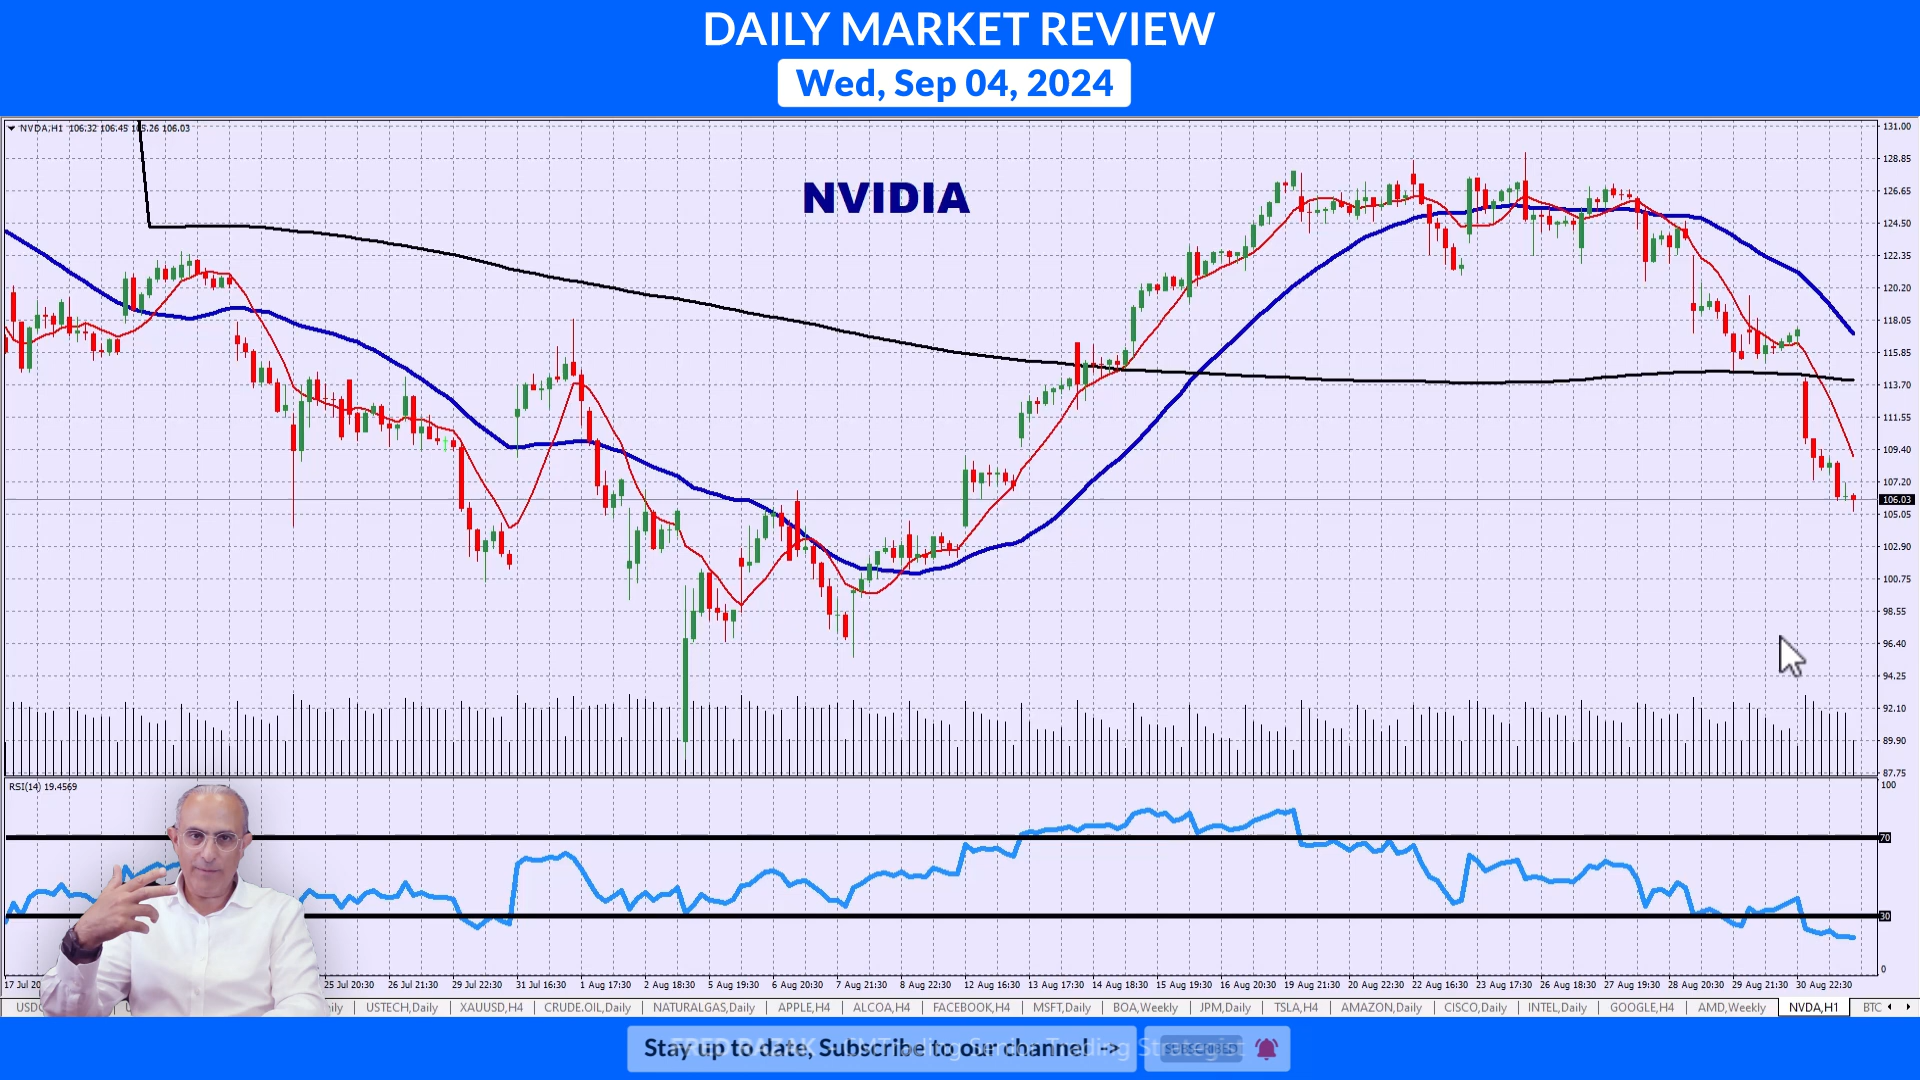 DAILY MARKET REVIEW
Wed, Sep 04, 2024
NVDA,H1 106.32 106.45 105.26 106.03
NVIDIA
131.00
128.85
126.65
124.50
122.35
120.20
118.05
115.85
113.70
111.55
109.40
107.20
106.03
105.05
102.90
100.75
98.55
96.40
94.25
92.10
89.90
87.75
RSI(14) 19.4569
100
70
30
0
17 Jul 25 Jul 20:30 26 Jul 21:30 29 Jul 22:30 31 Jul 16:30 1 Aug 17:30 2 Aug 18:30 5 Aug 19:30 6 Aug 20:30 7 Aug 21:30 8 Aug 22:30 12 Aug 16:30 13 Aug 17:30 14 Aug 18:30 15 Aug 19:30 16 Aug 20:30 19 Aug 21:30 20 Aug 22:30 22 Aug 16:30 23 Aug 17:30 26 Aug 18:30 27 Aug 19:30 28 Aug 20:30 29 Aug 21:30 30 Aug 22:30
USTECH,Daily XAUUSD,H4 CRUDE.OIL,Daily NATURALGAS,Daily APPLE,H4 ALCOA,H4 FACEBOOK,H4 MSFT,Daily BOA,Weekly JPM,Daily TSLA,H4 AMAZON,Daily CISCO,Daily INTEL,Daily GOOGLE,H4 AMD,Weekly NVDA,H1 BTC
Stay up to date, Subscribe to our channel ->
SUBSCRIBED